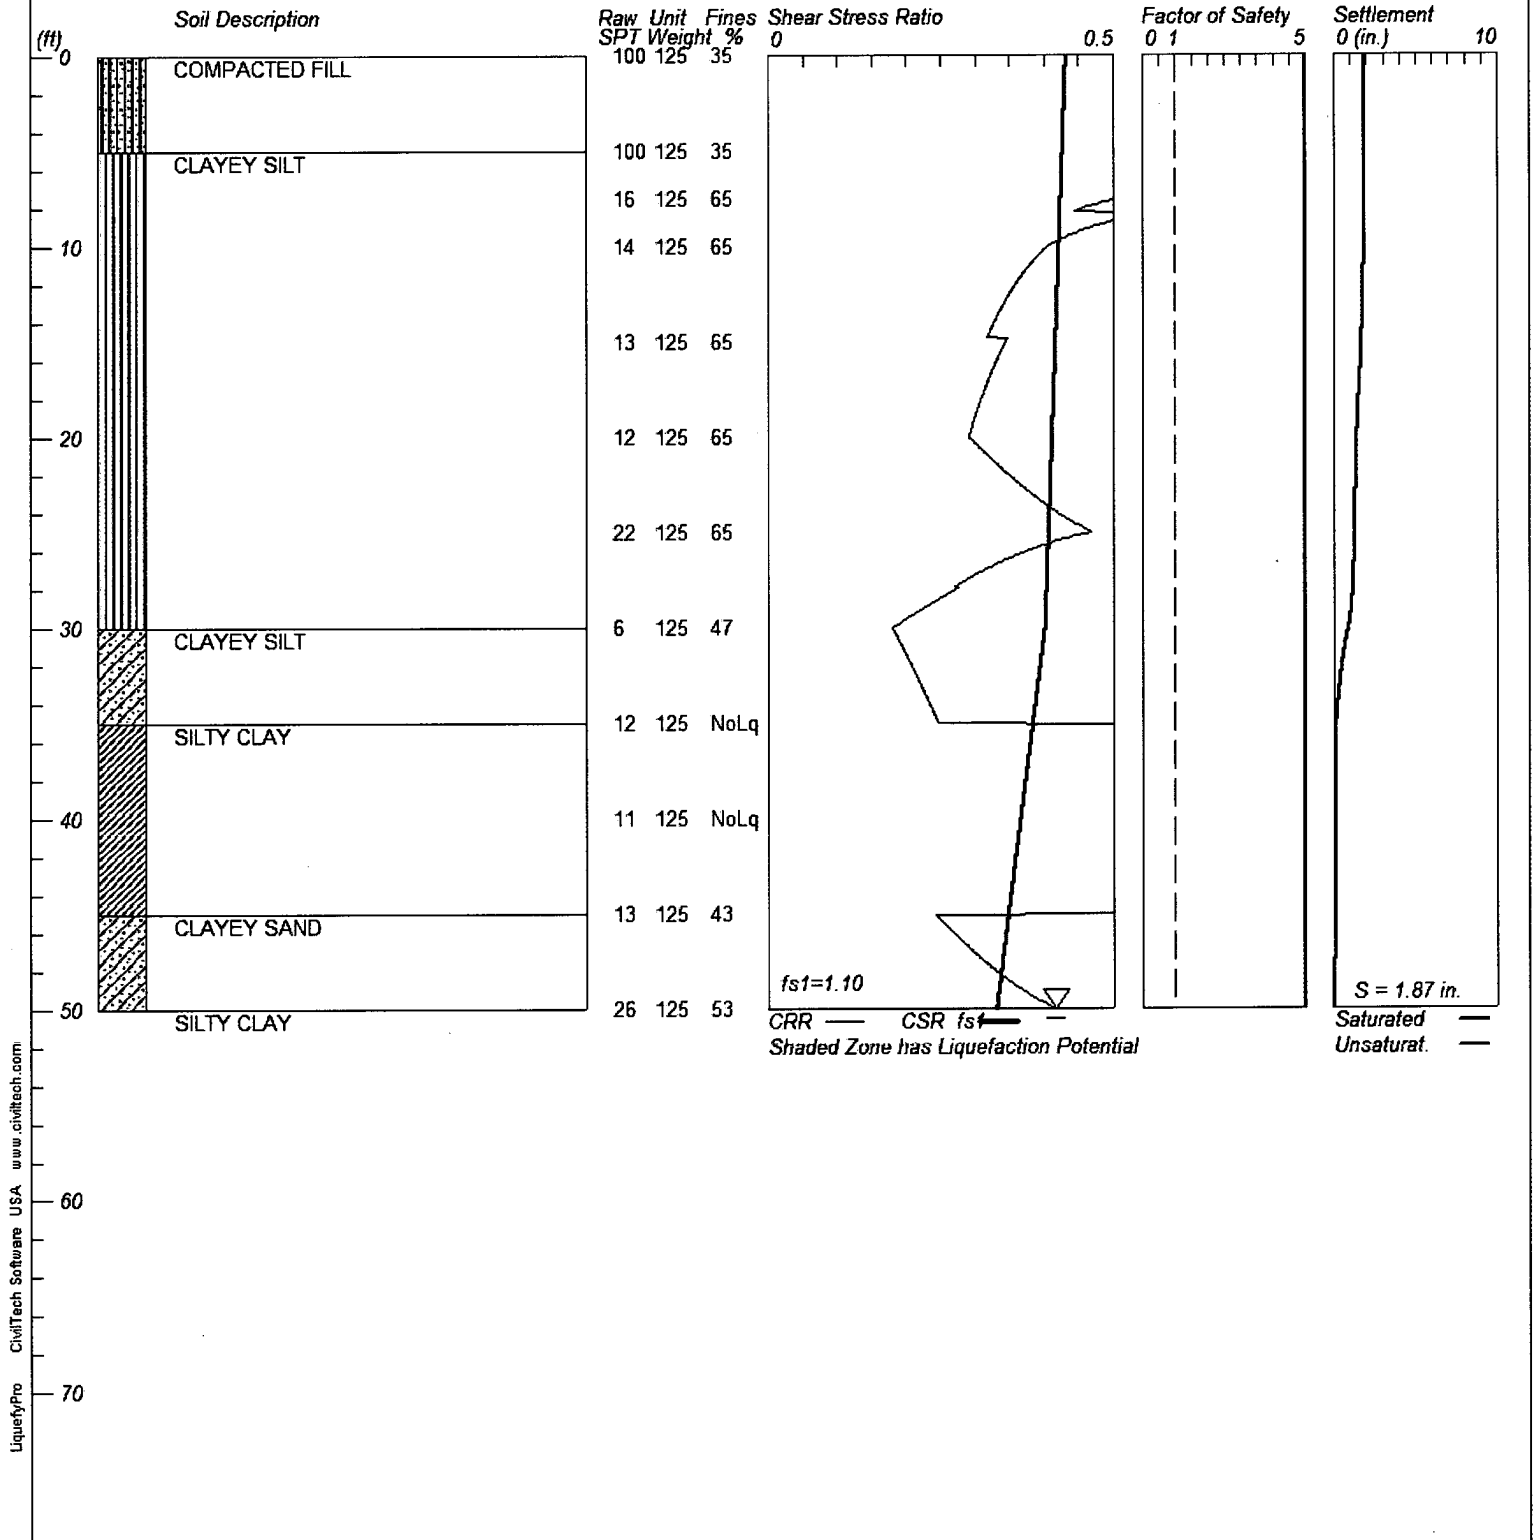 Soil Description
Raw Unit Fines Shear Stress Ratio Factor of Safety Settlement
(ft) SPT Weight % 0 0.5 0 1 5 0 (in.) 10
0 COMPACTED FILL 100 125 35
CLAYEY SILT 100 125 35
16 125 65
10 14 125 65
13 125 65
20 12 125 65
22 125 65
30 CLAYEY SILT 6 125 47
SILTY CLAY 12 125 NoLq
40 11 125 NoLq
CLAYEY SAND 13 125 43
fs1=1.10 S = 1.87 in.
50 SILTY CLAY 26 125 53
CRR CSR fs1 Saturated
Shaded Zone has Liquefaction Potential Unsaturat.
60
70
LiquefyPro CivilTech Software USA www.civiltech.com